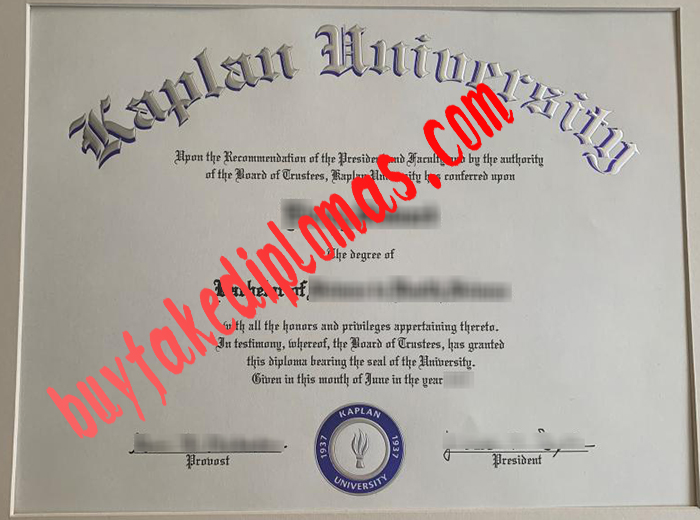 Kaplan University
Upon the Recommendation of the President and Faculty and by the authority
of the Board of Trustees, Kaplan University has conferred upon
The degree of
of
with all the honors and privileges appertaining thereto.
In testimony, whereof, the Board of Trustees, has granted
this diploma bearing the seal of the University.
Given in this month of June in the year
Provost
President
KAPLAN
1937 1937
UNIVERSITY
buyfakediplomas.com